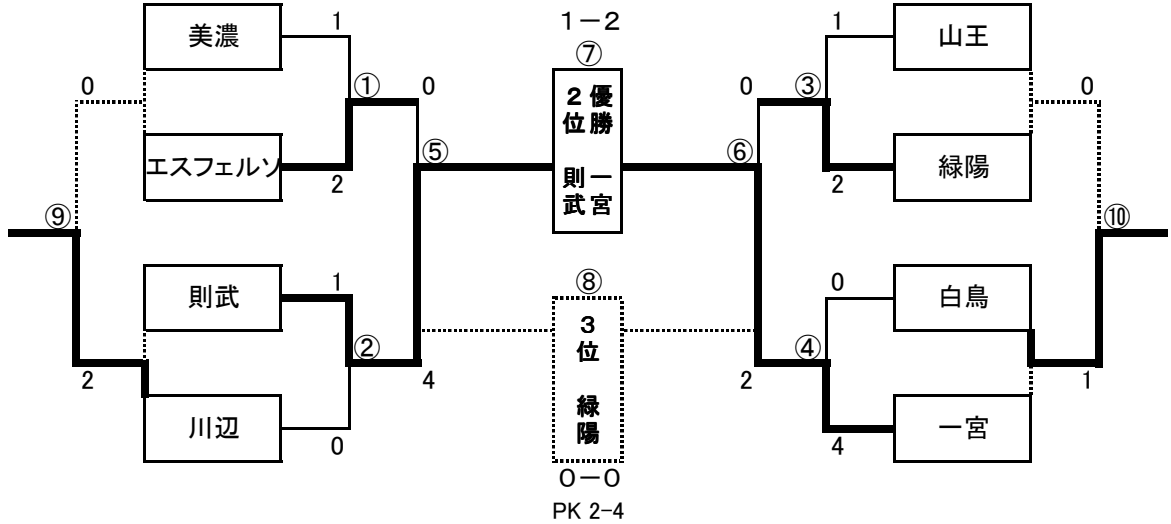 1 1－2 1
美濃 ⑦ 山王
0 ① 0 0 ③ 0
優勝 一宮
2位 則武
エスフェルソ ⑤ ⑥ 緑陽
2 2
⑨ ⑩
則武 1 ⑧ 0 白鳥
3位 緑陽
② ④
2 4 2 1
川辺 0 4 一宮
0－0
PK 2-4